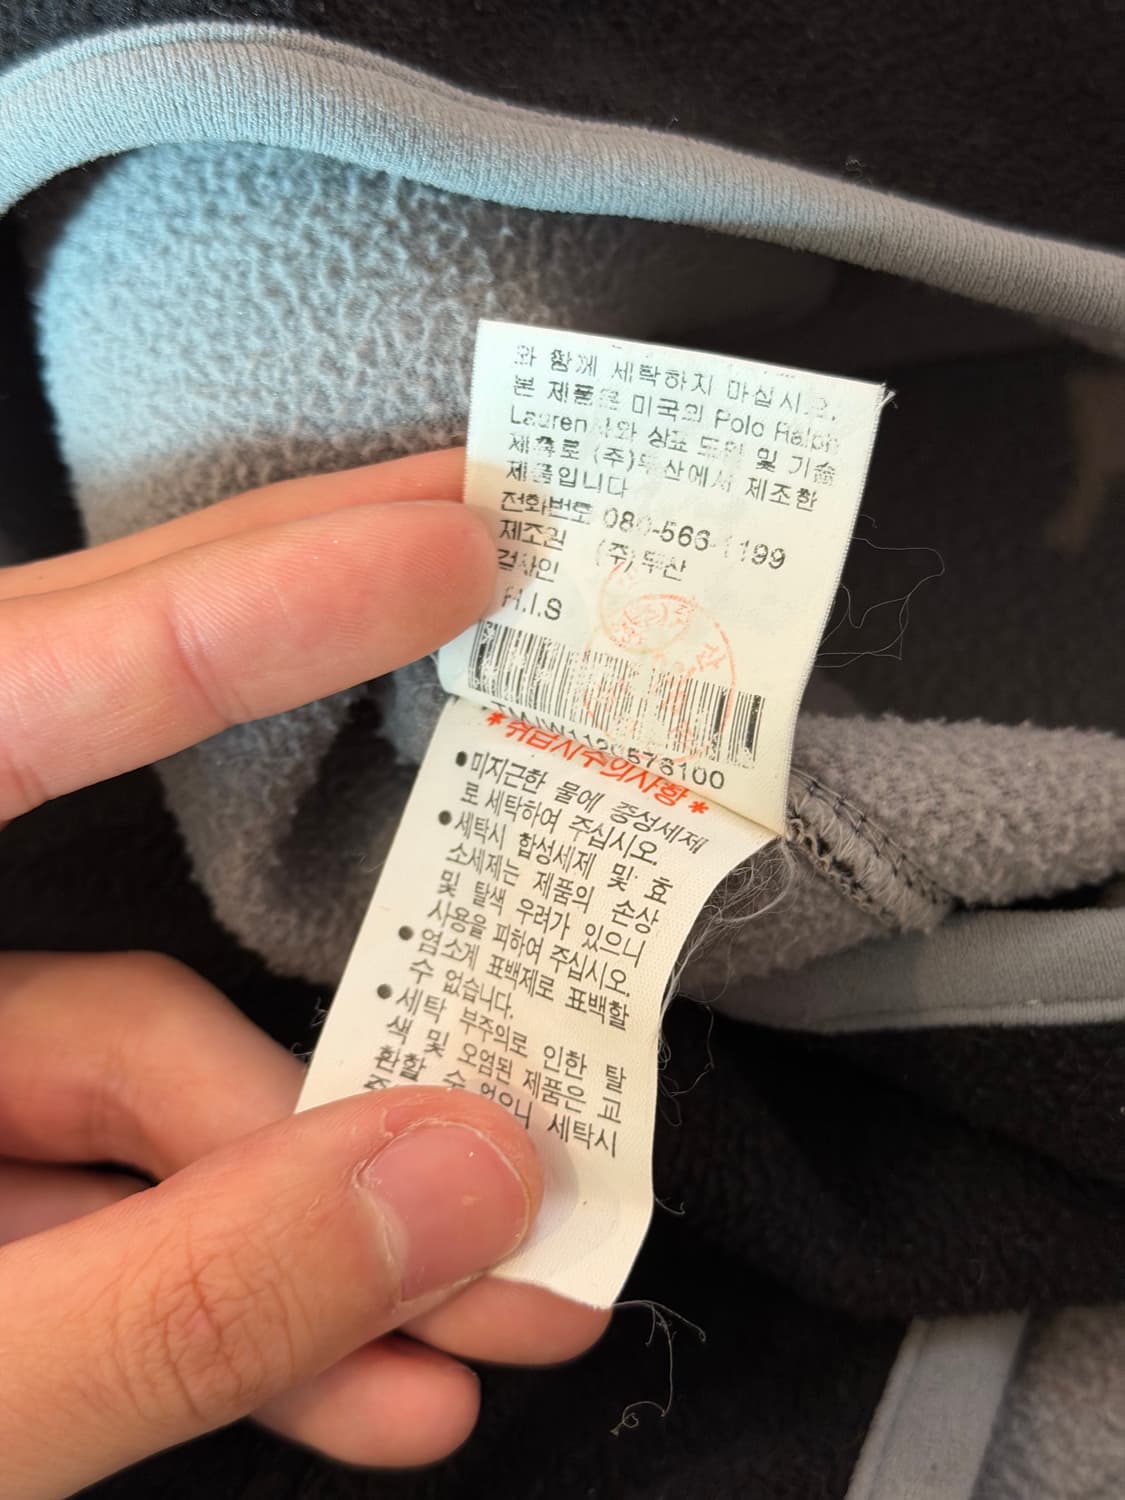 와 함께 세탁하지 마십시오.
본 제품은 미국의 Polo Ralph
Lauren사와 상표 도입 및 기술
제휴로 (주)두산에서 제조한
제품입니다
전화번호 080-566-1199
제조원 (주)두산
검사인
H.I.S
576100
*취급시주의사항*
●미지근한 물에 중성세제
로 세탁하여 주십시오.
●세탁시 합성세제 및 효
소세제는 제품의 손상
및 탈색 우려가 있으니
사용을 피하여 주십시오.
●염소계 표백제로 표백할
수 없습니다.
●세탁 부주의로 인한 탈
색 및 오염된 제품은 교
환할 수 없으니 세탁시